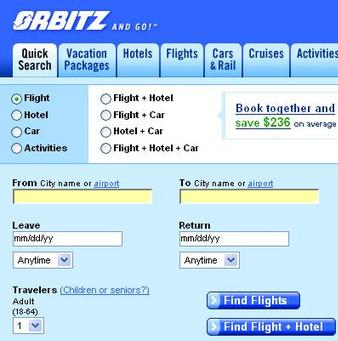 ORBITZ AND GO!™
Quick Search
Vacation Packages
Hotels
Flights
Cars & Rail
Cruises
Activities
Flight
Hotel
Car
Activities
Flight + Hotel
Flight + Car
Hotel + Car
Flight + Hotel + Car
Book together and
save $236 on average
From City name or airport
To City name or airport
Leave
Return
mm/dd/yy
mm/dd/yy
Anytime
Anytime
Travelers (Children or seniors?)
Adult
(18-64)
1
Find Flights
Find Flight + Hotel